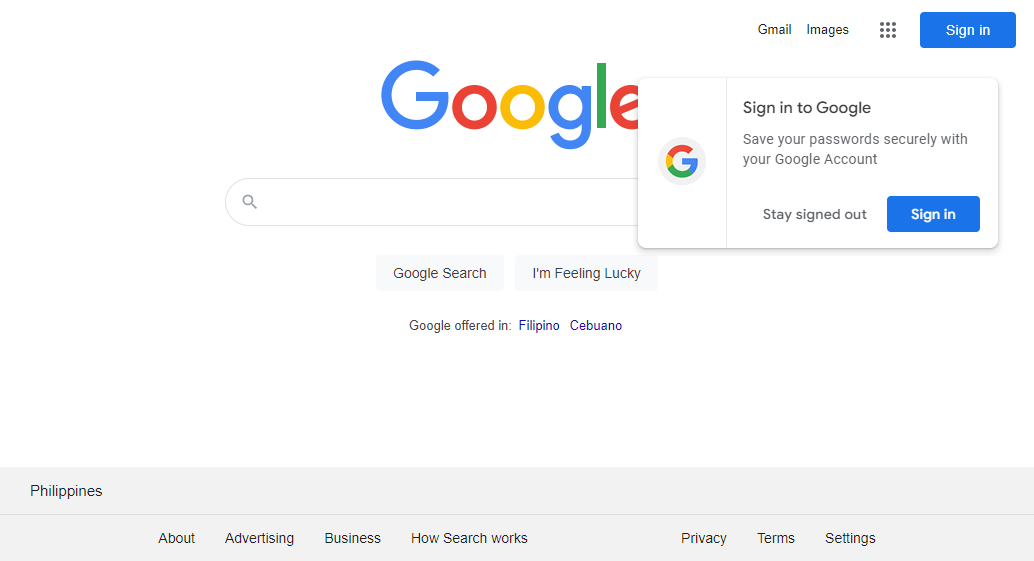 Gmail Images Sign in
Google
Sign in to Google
Save your passwords securely with
your Google Account
Stay signed out Sign in
Google Search I'm Feeling Lucky
Google offered in: Filipino Cebuano
Philippines
About Advertising Business How Search works Privacy Terms Settings